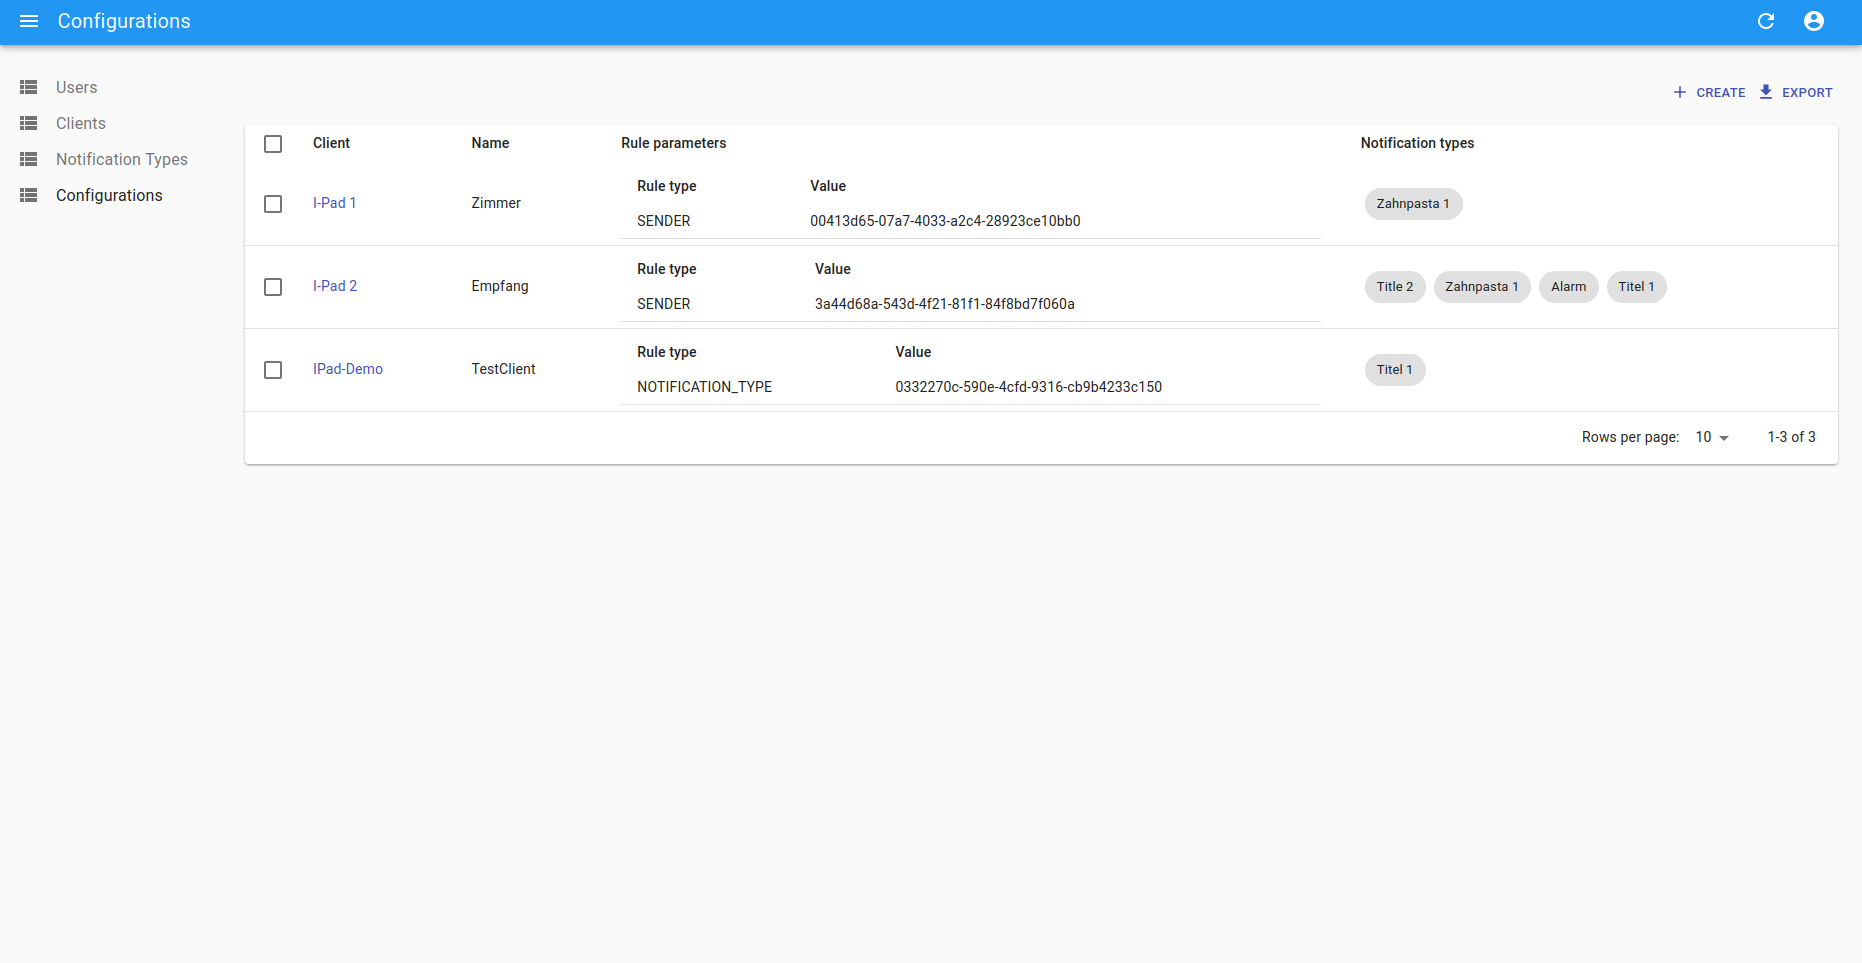 Configurations
Users
Clients
Notification Types
Configurations
CREATE EXPORT
Client Name Rule parameters Notification types
Rule type Value
I-Pad 1 Zimmer SENDER 00413d65-07a7-4033-a2c4-28923ce10bb0 Zahnpasta 1
Rule type Value
I-Pad 2 Empfang SENDER 3a44d68a-543d-4f21-81f1-84f8bd7f060a Title 2 Zahnpasta 1 Alarm Titel 1
Rule type Value
IPad-Demo TestClient NOTIFICATION_TYPE 0332270c-590e-4cfd-9316-cb9b4233c150 Titel 1
Rows per page: 10 1-3 of 3